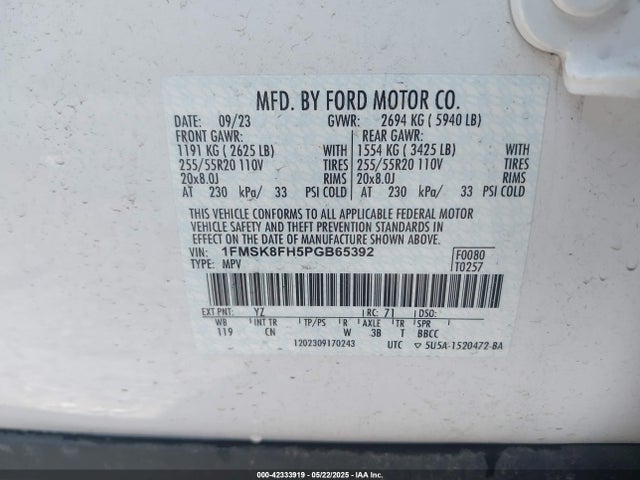 MFD. BY FORD MOTOR CO.
DATE: 09/23 GVWR: 2694 KG ( 5940 LB)
FRONT GAWR: REAR GAWR:
1191 KG ( 2625 LB) WITH 1554 KG ( 3425 LB) WITH
255/55R20 110V TIRES 255/55R20 110V TIRES
20x8.0J RIMS 20x8.0J RIMS
AT 230 kPa/ 33 PSI COLD AT 230 kPa/ 33 PSI COLD
THIS VEHICLE CONFORMS TO ALL APPLICABLE FEDERAL MOTOR
VEHICLE SAFETY AND THEFT PREVENTION STANDARDS IN
EFFECT ON THE DATE OF MANUFACTURE SHOWN ABOVE.
VIN: 1FMSK8FH5PGB65392 F0080
TYPE: MPV T0257
EXT PNT: YZ RC: 71 DSO:
WB INT TR TP/PS R AXLE TR SPR
119 CN W 3B T BBCC
1202309170243 UTC ▽ 5U5A-1520472-BA
000-42333919 - 05/22/2025 - IAA Inc.